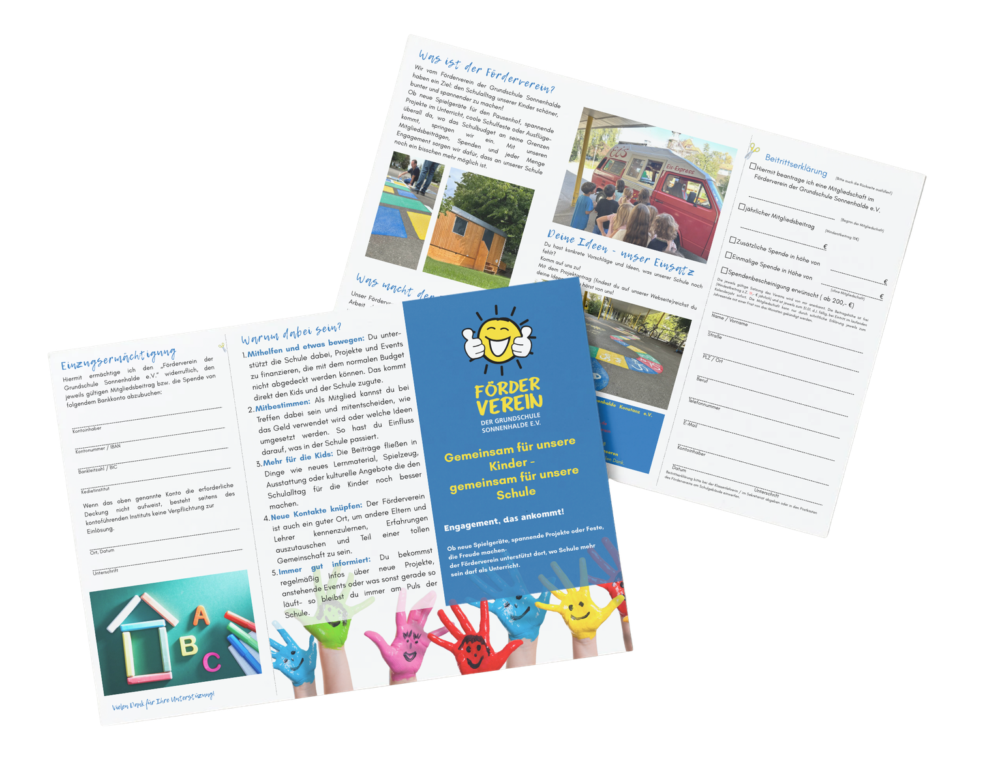 Was ist der Förderverein?
Wir vom Förderverein der Grundschule Sonnenhalde
haben ein Ziel: den Schulalltag unserer Kinder schöner,
bunter und spannender zu machen!
Ob neue Spielgeräte für den Pausenhof, spannende
Projekte im Unterricht, coole Schulfeste oder Ausflüge-
überall da, wo das Schulbudget an seine Grenzen
kommt, springen wir ein. Mit unseren
Mitgliedsbeiträgen, Spenden und jeder Menge
Engagement sorgen wir dafür, dass an unserer Schule
noch ein bisschen mehr möglich ist.
Was macht der
UnserFörderv
Arbeit
Eis
Eis-Express
Deine Ideen - unser Einsatz
Du hast konkrete Vorschläge und Ideen, was unserer Schule noch
fehlt?
Komm auf uns zu!
Mit dem Projektantrag (findest du auf unserer Webseite)reichst du
deine Ideen hörst von uns!
nenhalde Konstanz e.V.
nseren
len Dank.
Beitrittserklärung
(Bitte auch die Rückseite ausfüllen!)
Hiermit beantrage ich eine Mitgliedschaft im
Förderverein der Grundschule Sonnenhalde e.V.
(Beginn der Mitgliedschaft)
jährlicher Mitgliedsbeitrag
(Mindestbeitrag 15€)
€
Zusätzliche Spende in höhe von
€
Einmalige Spende in Höhe von
(ohne Mitgliedschaft)
€
Spendenbescheinigung erwünscht ( ab 200,- €)
Die jeweils gültige Satzung des Vereins wird von mir anerkannt. Die Beitragshöhe ist frei
(Mindestbeitrag z.Z. € jährlich) und ist jeweils zum 31.01. d.J. fällig, bei Eintritt im laufenden
Kalenderjahr sofort. Die Mitgliedschaft kann nur durch schriftliche Erklärung jeweils zum
Jahresende mit einer Frist von drei Monaten gekündigt werden.
Name / Vorname
Straße
PLZ / Ort
Beruf
Telefonnummer
E-Mail
Kontoinhaber
Datum
Unterschrift
Beitrittserklärung bitte bei der Klassenlehrerin / im Sekretariat abgeben oder in den Postkasten
des Fördervereins am Schulgebäude einwerfen.
Einzugsermächtigung
Hiermit ermächtige ich den „Förderverein der
Grundschule Sonnenhalde e.V.“ widerruflich, den
jeweils gültigen Mitgliedsbeitrag bzw. die Spende von
folgendem Bankkonto abzubuchen:
Kontoinhaber
Kontonummer / IBAN
Bankleitzahl / BIC
Kedietinstitut
Wenn das oben genannte Konto die erforderliche
Deckung nicht aufweist, besteht seitens des
kontoführenden Instituts keine Verpflichtung zur
Einlösung.
Ort, Datum
Unterschrift
A
B
C
Vielen Dank für Ihre Unterstüzung!
Warum dabei sein?
1.Mithelfen und etwas bewegen: Du unter-
stützt die Schule dabei, Projekte und Events
zu finanzieren, die mit dem normalen Budget
nicht abgedeckt werden können. Das kommt
direkt den Kids und der Schule zugute.
2.Mitbestimmen: Als Mitglied kannst du bei
Treffen dabei sein und mitentscheiden, wie
das Geld verwendet wird oder welche Ideen
umgesetzt werden. So hast du Einfluss
darauf, was in der Schule passiert.
3.Mehr für die Kids: Die Beiträge fließen in
Dinge wie neues Lernmaterial, Spielzeug,
Ausstattung oder kulturelle Angebote die den
Schulalltag für die Kinder noch besser
machen.
4.Neue Kontakte knüpfen: Der Förderverein
ist auch ein guter Ort, um andere Eltern und
Lehrer kennenzulernen, Erfahrungen
auszutauschen und Teil einer tollen
Gemeinschaft zu sein.
5.Immer gut informiert: Du bekommst
regelmäßig Infos über neue Projekte,
anstehende Events oder was sonst gerade so
läuft- so bleibst du immer am Puls der
Schule.
FÖRDER
VEREIN
DER GRUNDSCHULE
SONNENHALDE E.V.
Gemeinsam für unsere
Kinder -
gemeinsam für unsere
Schule
Engagement, das ankommt!
Ob neue Spielgeräte, spannende Projekte oder Feste,
die Freude machen-
der Förderverein unterstützt dort, wo Schule mehr
sein darf als Unterricht.